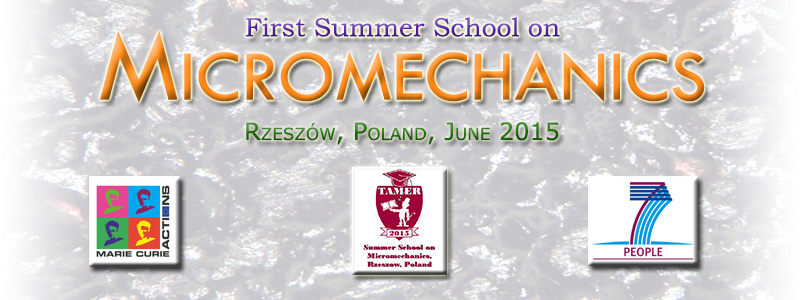 First Summer School on
MICROMECHANICS
RZESZÓW, POLAND, JUNE 2015
MARIE CURIE
ACTIONS
TAMER
2015
Summer School on
Micromechanics,
Rzeszow, Poland
7
PEOPLE